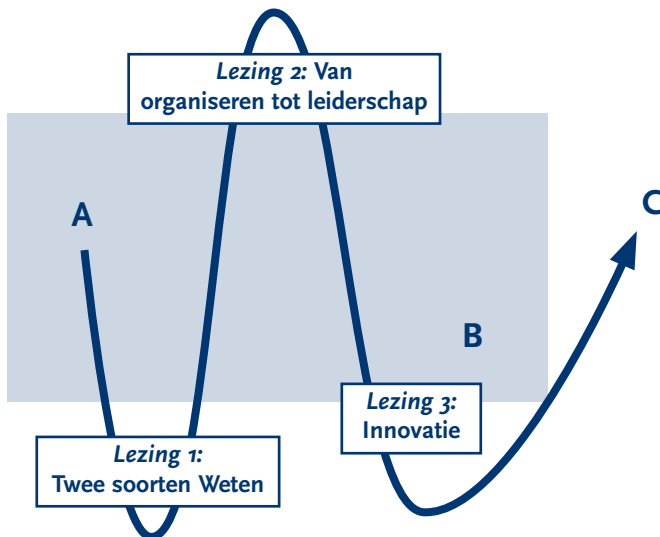 Lezing 2: Van
organiseren tot leiderschap
A
C
B
Lezing 3:
Innovatie
Lezing 1:
Twee soorten Weten